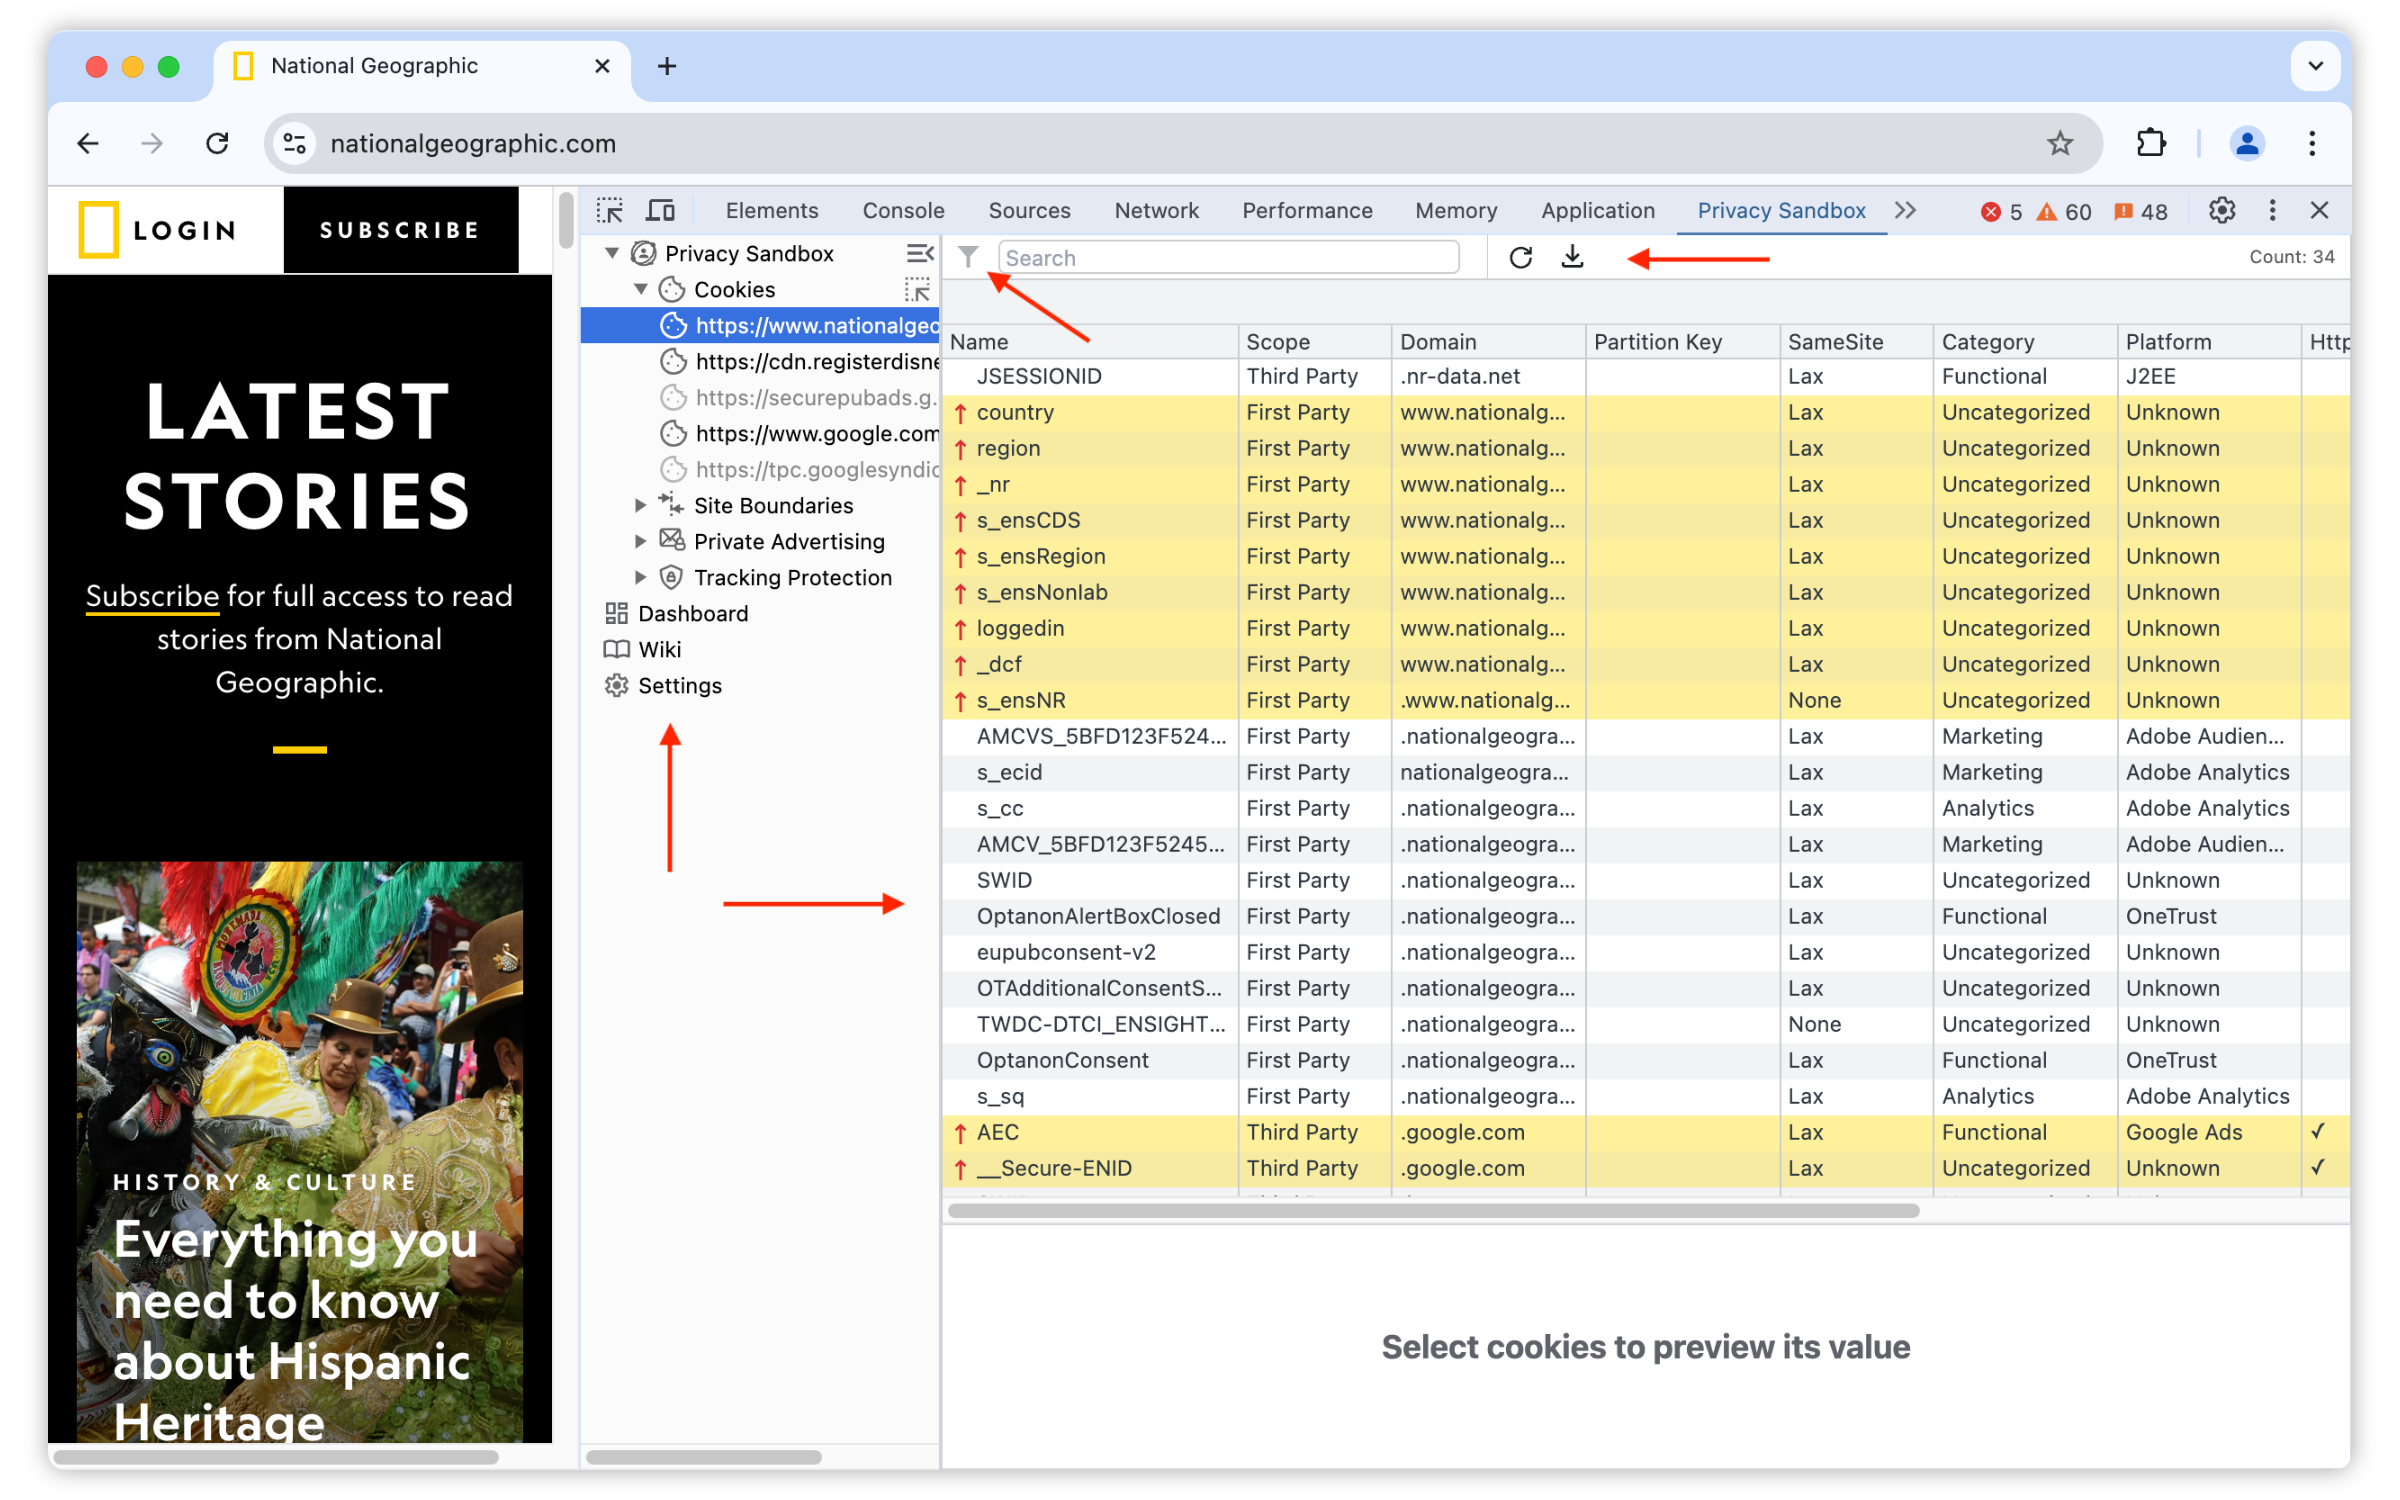 National Geographic
nationalgeographic.com
LOGIN
SUBSCRIBE
LATEST
STORIES
Subscribe for full access to read
stories from National
Geographic.
HISTORY & CULTURE
Everything you
need to know
about Hispanic
Heritage
Elements Console Sources Network Performance Memory Application Privacy Sandbox 5 60 48
Privacy Sandbox
Cookies
https://www.nationalgeo
https://cdn.registerdisne
https://securepubads.g.
https://www.google.com
https://tpc.googlesyndic
Site Boundaries
Private Advertising
Tracking Protection
Dashboard
Wiki
Settings
Search
Count: 34
Name Scope Domain Partition Key SameSite Category Platform Http
JSESSIONID Third Party .nr-data.net Lax Functional J2EE
country First Party www.nationalg... Lax Uncategorized Unknown
region First Party www.nationalg... Lax Uncategorized Unknown
_nr First Party www.nationalg... Lax Uncategorized Unknown
s_ensCDS First Party www.nationalg... Lax Uncategorized Unknown
s_ensRegion First Party www.nationalg... Lax Uncategorized Unknown
s_ensNonlab First Party www.nationalg... Lax Uncategorized Unknown
loggedin First Party www.nationalg... Lax Uncategorized Unknown
_dcf First Party www.nationalg... Lax Uncategorized Unknown
s_ensNR First Party .www.nationalg... None Uncategorized Unknown
AMCVS_5BFD123F524... First Party .nationalgeogra... Lax Marketing Adobe Audien...
s_ecid First Party nationalgeogra... Lax Marketing Adobe Analytics
s_cc First Party .nationalgeogra... Lax Analytics Adobe Analytics
AMCV_5BFD123F5245... First Party .nationalgeogra... Lax Marketing Adobe Audien...
SWID First Party .nationalgeogra... Lax Uncategorized Unknown
OptanonAlertBoxClosed First Party .nationalgeogra... Lax Functional OneTrust
eupubconsent-v2 First Party .nationalgeogra... Lax Uncategorized Unknown
OTAdditionalConsentS... First Party .nationalgeogra... Lax Uncategorized Unknown
TWDC-DTCI_ENSIGHT... First Party .nationalgeogra... None Uncategorized Unknown
OptanonConsent First Party .nationalgeogra... Lax Functional OneTrust
s_sq First Party .nationalgeogra... Lax Analytics Adobe Analytics
AEC Third Party .google.com Lax Functional Google Ads ✓
__Secure-ENID Third Party .google.com Lax Uncategorized Unknown ✓
Select cookies to preview its value